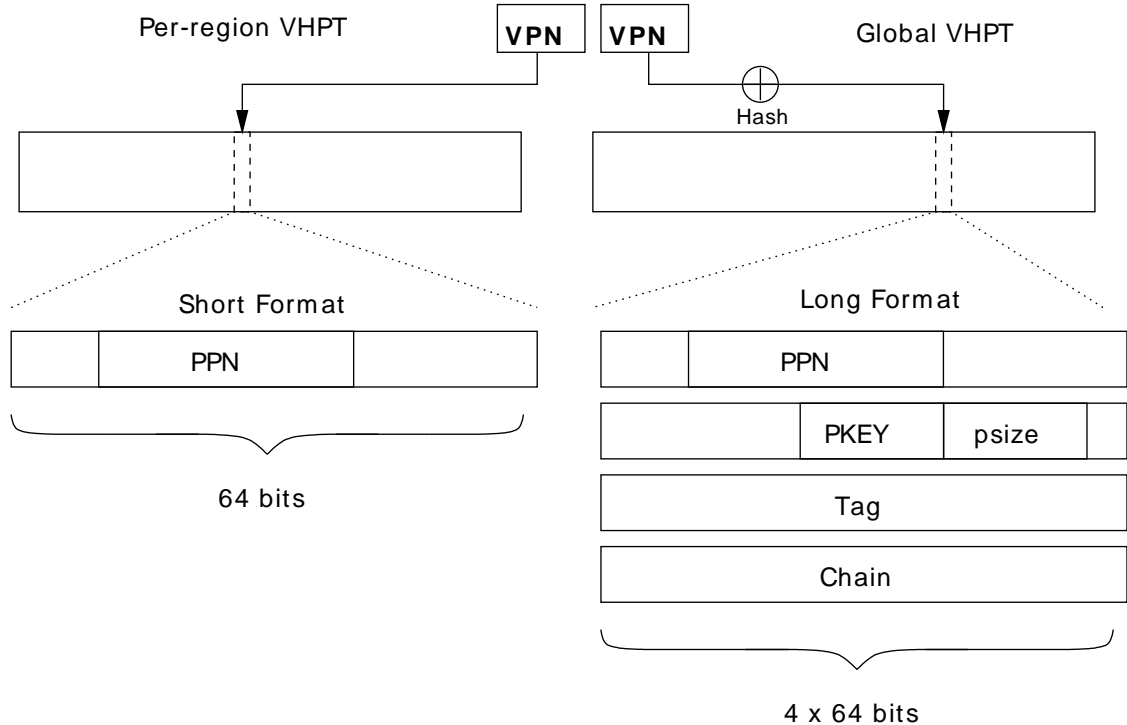 Per-region VHPT
VPN
VPN
Global VHPT
Hash
Short Format
PPN
64 bits
Long Format
PPN
PKEY
psize
Tag
Chain
4 x 64 bits